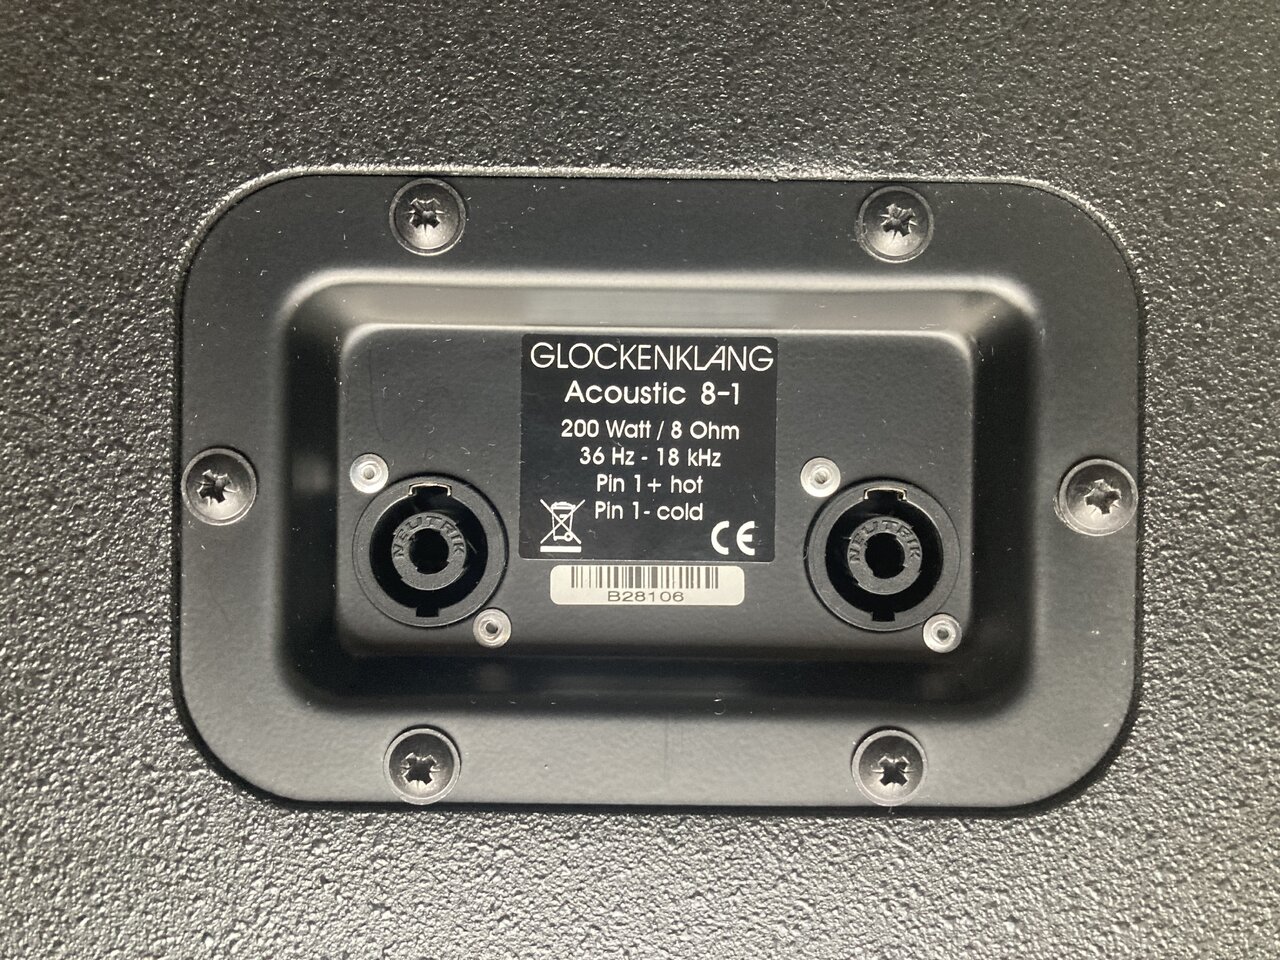 GLOCKENKLANG
Acoustic 8-1
200 Watt / 8 Ohm
36 Hz - 18 kHz
Pin 1+ hot
Pin 1- cold
CE
B28106
NEUTRIK
NEUTRIK